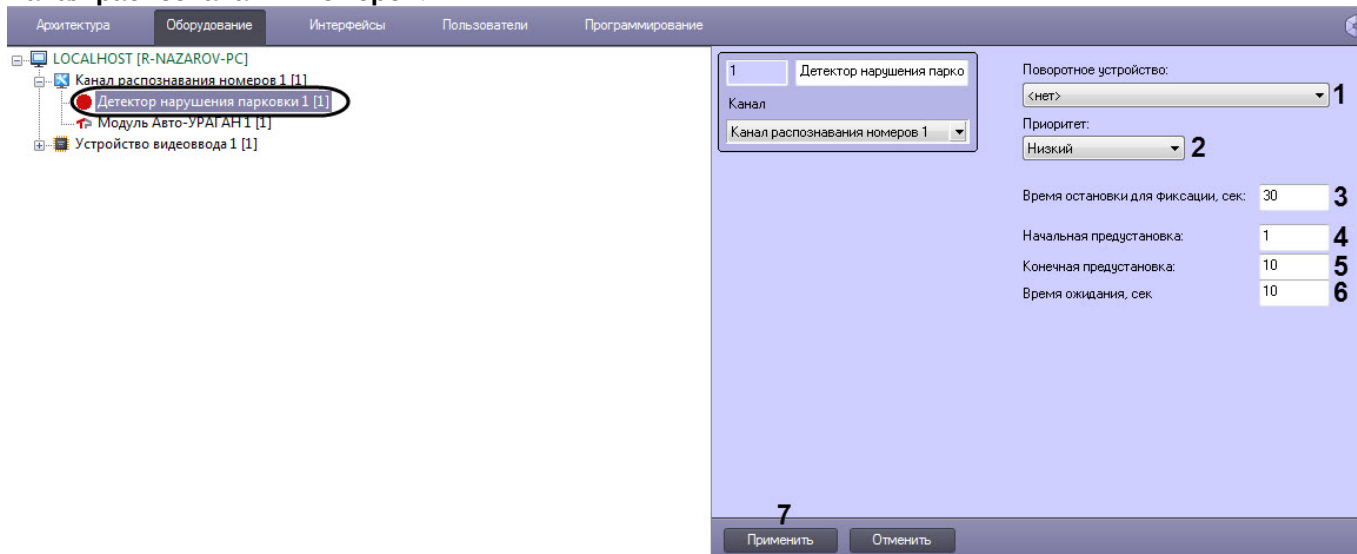 Архитектура Оборудование Интерфейсы Пользователи Программирование
LOCALHOST [R-NAZAROV-PC]
Канал распознавания номеров 1 [1]
Детектор нарушения парковки 1 [1]
Модуль Авто-УРАГАН 1 [1]
Устройство видеоввода 1 [1]
1 Детектор нарушения парко
Канал
Канал распознавания номеров 1
Поворотное устройство:
<нет> 1
Приоритет:
Низкий 2
Время остановки для фиксации, сек: 30 3
Начальная предустановка: 1 4
Конечная предустановка: 10 5
Время ожидания, сек 10 6
7
Применить Отменить